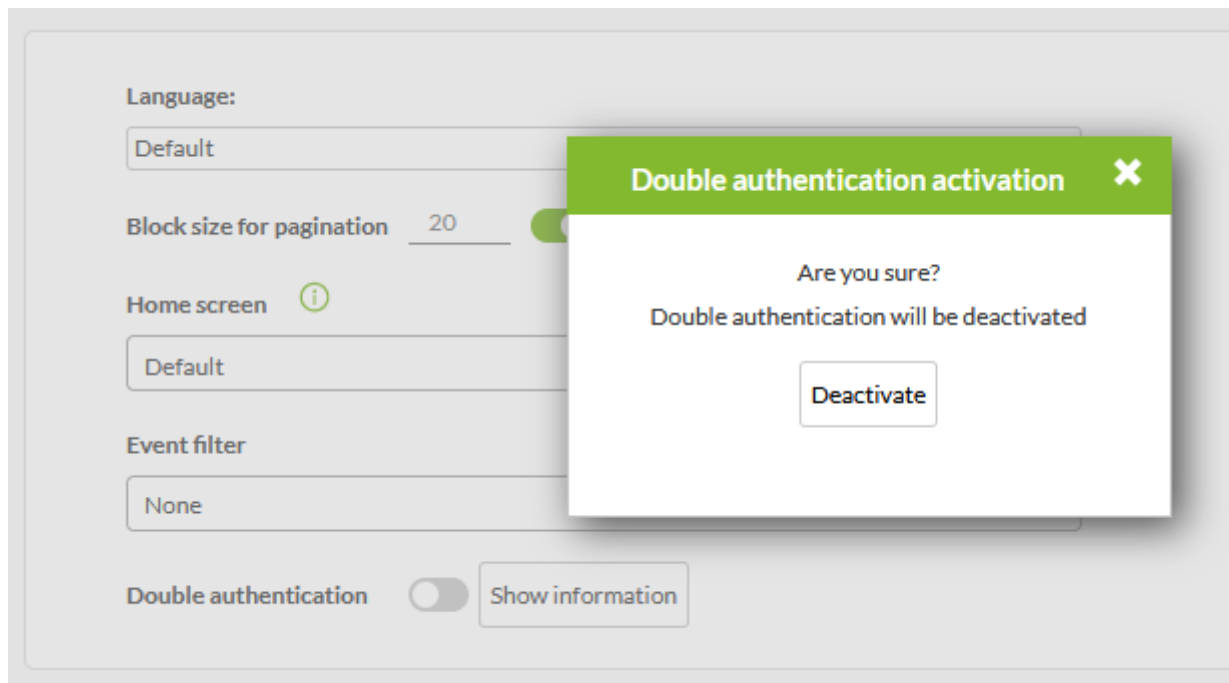 Language:
Default
Double authentication activation
Block size for pagination 20
Are you sure?
Home screen
Double authentication will be deactivated
Default
Deactivate
Event filter
None
Double authentication Show information